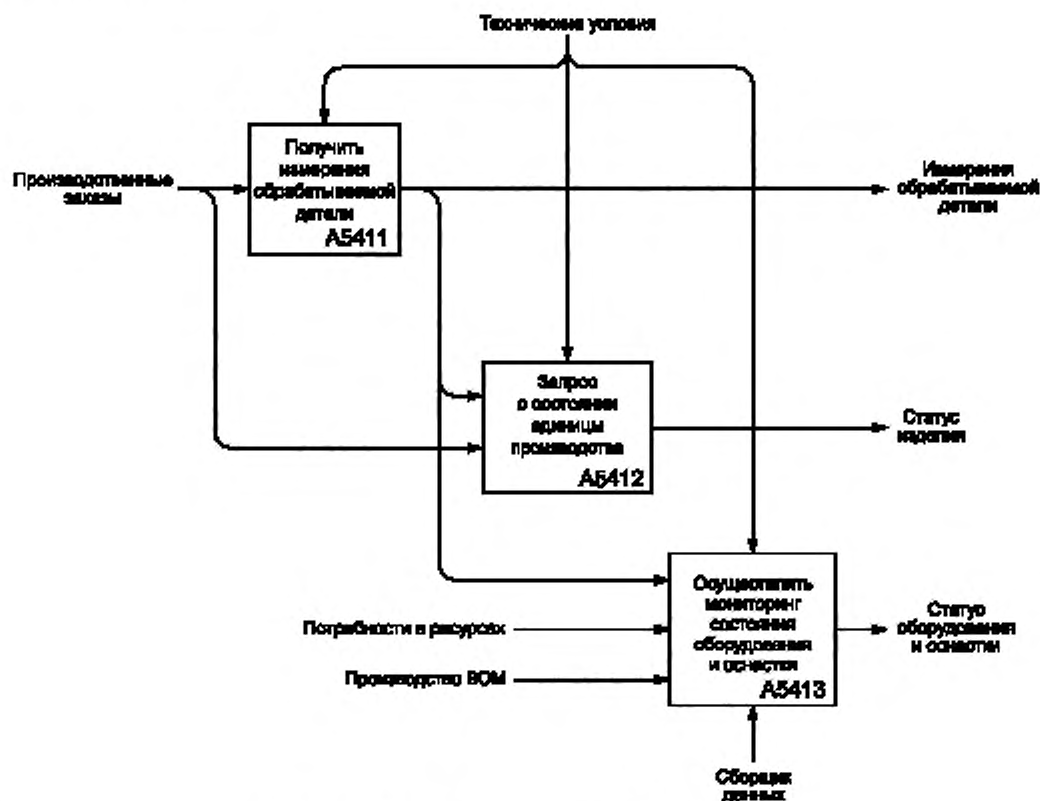 Технические условия
Получить
измерения
обрабатываемой
детали
A5411
Производственные
заказы
Измерения
обрабатываемой
детали
Запрос
о состоянии
единицы
производства
A5412
Статус
изделия
Осуществлять
мониторинг
состояния
оборудования
и оснастки
A5413
Потребности в ресурсах
Производство BOM
Статус
оборудования
и оснастки
Сборщик
данных